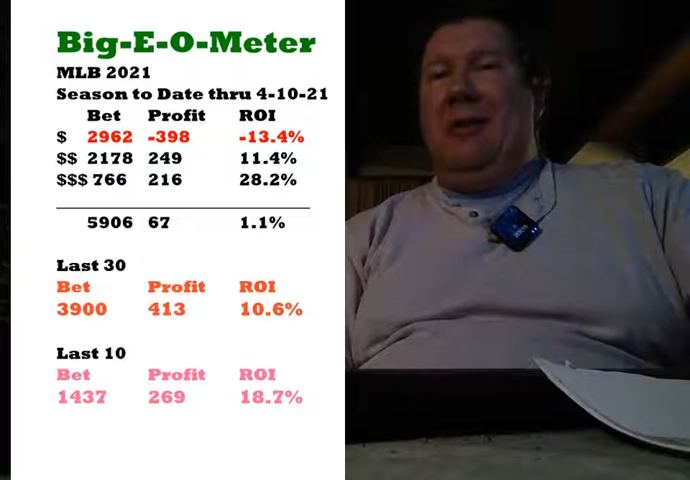 Big-E-O-Meter
MLB 2021
Season to Date thru 4-10-21
Bet Profit ROI
$ 2962 -398 -13.4%
$$ 2178 249 11.4%
$$$ 766 216 28.2%
5906 67 1.1%
Last 30
Bet Profit ROI
3900 413 10.6%
Last 10
Bet Profit ROI
1437 269 18.7%